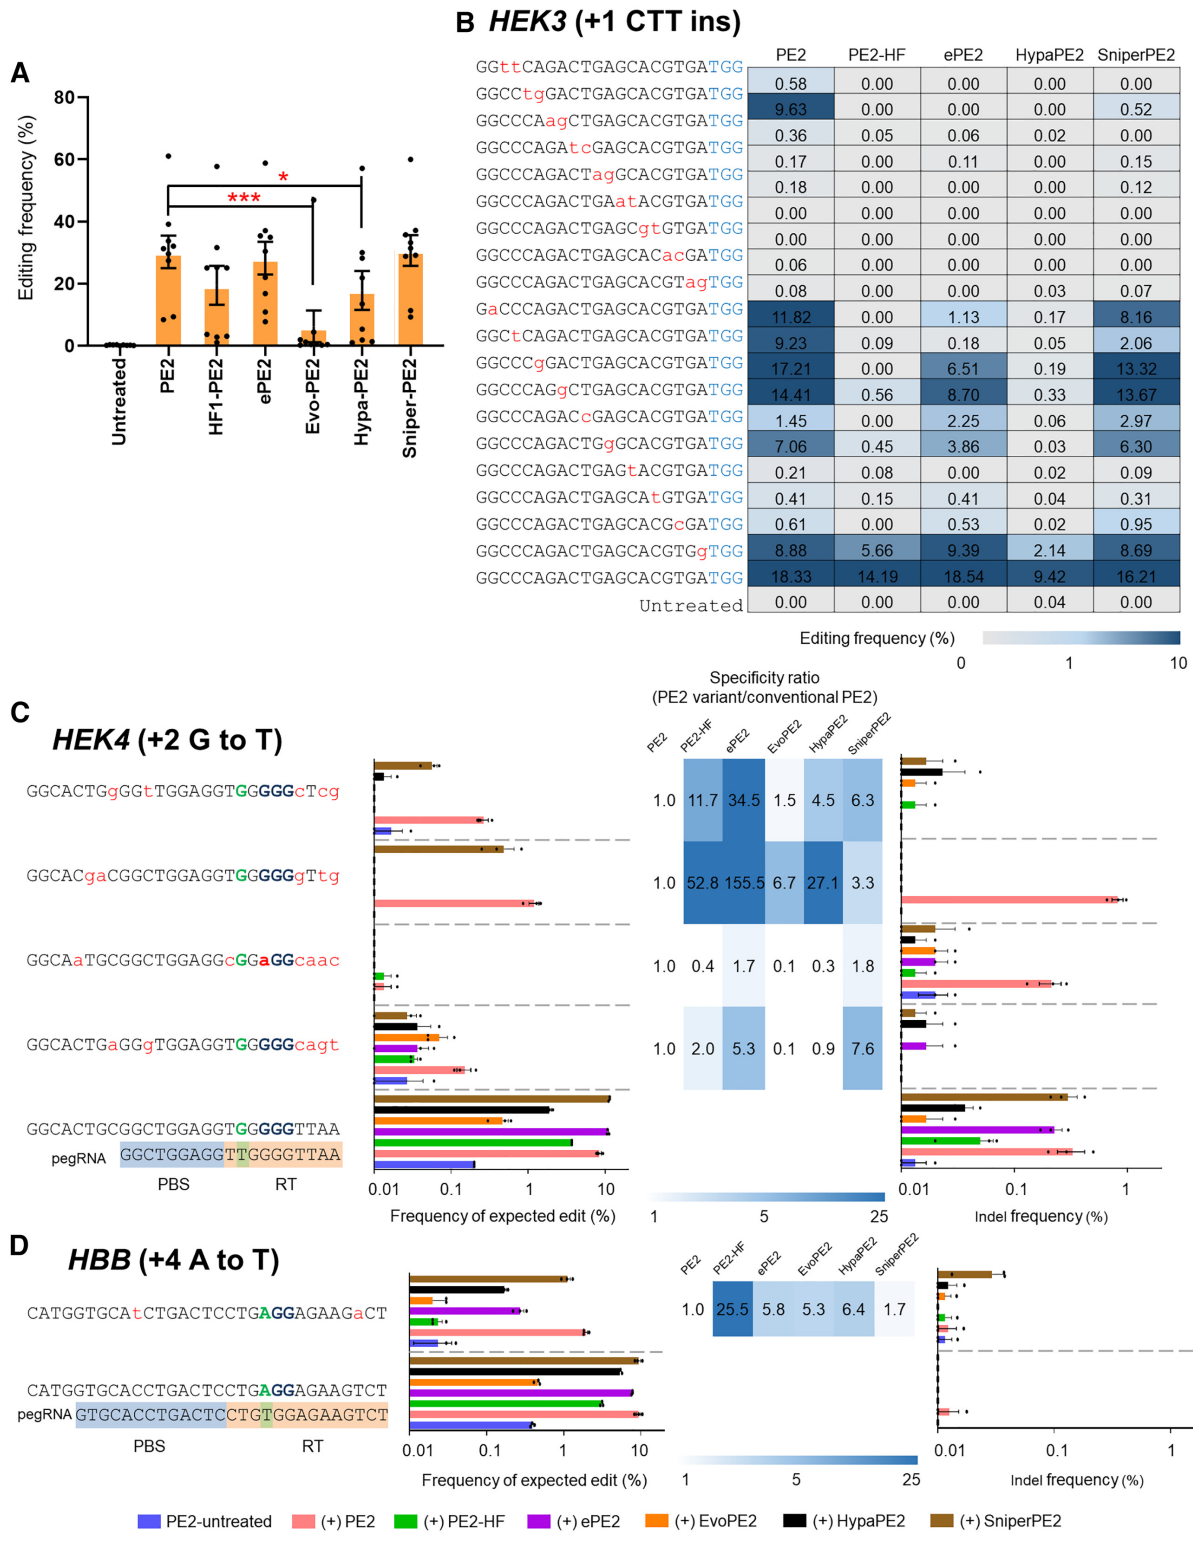 A
Editing frequency (%)
80
60
40
20
0
*
***
Untreated
PE2
HF1-PE2
ePE2
Evo-PE2
Hypa-PE2
Sniper-PE2
B HEK3 (+1 CTT ins)
PE2 PE2-HF ePE2 HypaPE2 SniperPE2
GGttCAGACTGAGCACGTGATGG 0.58 0.00 0.00 0.00 0.00
GGCCtgGACTGAGCACGTGATGG 9.63 0.00 0.00 0.00 0.52
GGCCCAagCTGAGCACGTGATGG 0.36 0.05 0.06 0.02 0.00
GGCCCAGAtcGAGCACGTGATGG 0.17 0.00 0.11 0.00 0.15
GGCCCAGACTagGCACGTGATGG 0.18 0.00 0.00 0.00 0.12
GGCCCAGACTGAatACGTGATGG 0.00 0.00 0.00 0.00 0.00
GGCCCAGACTGAGCgtGTGATGG 0.00 0.00 0.00 0.00 0.00
GGCCCAGACTGAGCACacGATGG 0.06 0.00 0.00 0.00 0.00
GGCCCAGACTGAGCACGTagTGG 0.08 0.00 0.00 0.03 0.07
GaCCCAGACTGAGCACGTGATGG 11.82 0.00 1.13 0.17 8.16
GGCtCAGACTGAGCACGTGATGG 9.23 0.09 0.18 0.05 2.06
GGCCCgGACTGAGCACGTGATGG 17.21 0.00 6.51 0.19 13.32
GGCCCAGgCTGAGCACGTGATGG 14.41 0.56 8.70 0.33 13.67
GGCCCAGACcGAGCACGTGATGG 1.45 0.00 2.25 0.06 2.97
GGCCCAGACTGgGCACGTGATGG 7.06 0.45 3.86 0.03 6.30
GGCCCAGACTGAGtACGTGATGG 0.21 0.08 0.00 0.02 0.09
GGCCCAGACTGAGCAtGTGATGG 0.41 0.15 0.41 0.04 0.31
GGCCCAGACTGAGCACGcGATGG 0.61 0.00 0.53 0.02 0.95
GGCCCAGACTGAGCACGTGgTGG 8.88 5.66 9.39 2.14 8.69
GGCCCAGACTGAGCACGTGATGG 18.33 14.19 18.54 9.42 16.21
Untreated 0.00 0.00 0.00 0.04 0.00
Editing frequency (%)
0 1 10
C
HEK4 (+2 G to T)
Specificity ratio
(PE2 variant/conventional PE2)
PE2 PE2-HF ePE2 EvoPE2 HypaPE2 SniperPE2
GGCACTGgGGtTGGAGGTGGGGGcTcg 1.0 11.7 34.5 1.5 4.5 6.3
GGCACgaCGGCTGGAGGTGGGGGgTtg 1.0 52.8 155.5 6.7 27.1 3.3
GGCAaTGCGGCTGGAGGcGGaGGcaac 1.0 0.4 1.7 0.1 0.3 1.8
GGCACTGaGGgTGGAGGTGGGGGcagt 1.0 2.0 5.3 0.1 0.9 7.6
GGCACTGCGGCTGGAGGTGGGGGTTAA
pegRNA GGCTGGAGGTTGGGGTTAA
PBS RT
0.01 0.1 1 10
Frequency of expected edit (%)
1 5 25
0.01 0.1 1
Indel frequency (%)
D
HBB (+4 A to T)
PE2 PE2-HF ePE2 EvoPE2 HypaPE2 SniperPE2
CATGGTGCAtCTGACTCCTGAGGAGAAGaCT 1.0 25.5 5.8 5.3 6.4 1.7
CATGGTGCACCTGACTCCTGAGGAGAAGTCT
pegRNA GTGCACCTGACTCCTGTGGAGAAGTCT
PBS RT
0.01 0.1 1 10
Frequency of expected edit (%)
1 5 25
0.01 0.1 1
Indel frequency (%)
PE2-untreated (+) PE2 (+) PE2-HF (+) ePE2 (+) EvoPE2 (+) HypaPE2 (+) SniperPE2